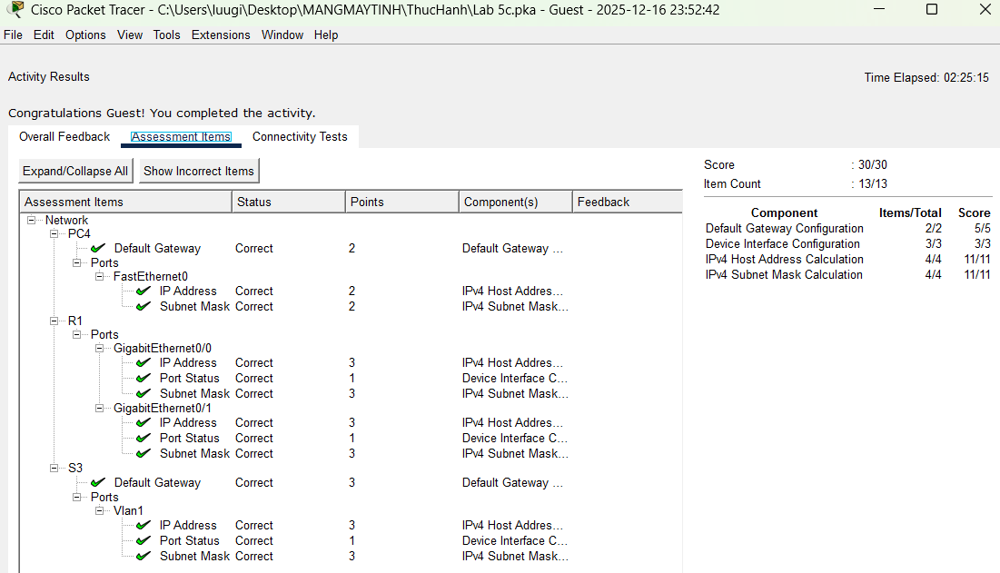 Cisco Packet Tracer - C:\Users\luugi\Desktop\MANGMAYTINH\ThucHanh\Lab 5c.pka - Guest - 2025-12-16 23:52:42
File Edit Options View Tools Extensions Window Help
Activity Results
Time Elapsed: 02:25:15
Congratulations Guest! You completed the activity.
Overall Feedback Assessment Items Connectivity Tests
Expand/Collapse All Show Incorrect Items
Assessment Items Status Points Component(s) Feedback
Network
PC4
Default Gateway Correct 2 Default Gateway ...
Ports
FastEthernet0
IP Address Correct 2 IPv4 Host Addres...
Subnet Mask Correct 2 IPv4 Subnet Mask...
R1
Ports
GigabitEthernet0/0
IP Address Correct 3 IPv4 Host Addres...
Port Status Correct 1 Device Interface C...
Subnet Mask Correct 3 IPv4 Subnet Mask...
GigabitEthernet0/1
IP Address Correct 3 IPv4 Host Addres...
Port Status Correct 1 Device Interface C...
Subnet Mask Correct 3 IPv4 Subnet Mask...
S3
Default Gateway Correct 3 Default Gateway ...
Ports
Vlan1
IP Address Correct 3 IPv4 Host Addres...
Port Status Correct 1 Device Interface C...
Subnet Mask Correct 3 IPv4 Subnet Mask...
Score : 30/30
Item Count : 13/13
Component Items/Total Score
Default Gateway Configuration 2/2 5/5
Device Interface Configuration 3/3 3/3
IPv4 Host Address Calculation 4/4 11/11
IPv4 Subnet Mask Calculation 4/4 11/11